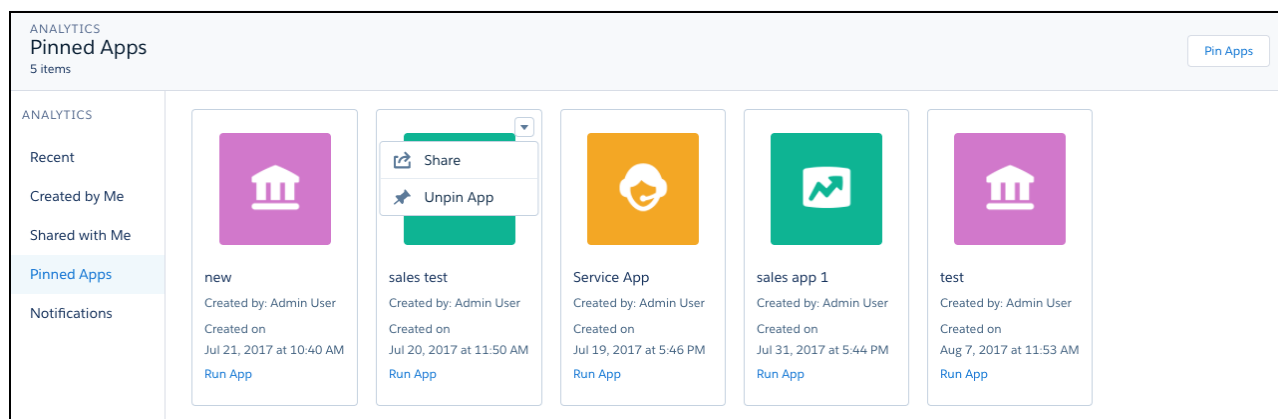 ANALYTICS
Pinned Apps
5 items
Pin Apps
ANALYTICS
Recent
Created by Me
Shared with Me
Pinned Apps
Notifications
new
Created by: Admin User
Created on
Jul 21, 2017 at 10:40 AM
Run App
Share
Unpin App
sales test
Created by: Admin User
Created on
Jul 20, 2017 at 11:50 AM
Run App
Service App
Created by: Admin User
Created on
Jul 19, 2017 at 5:46 PM
Run App
sales app 1
Created by: Admin User
Created on
Jul 31, 2017 at 5:44 PM
Run App
test
Created by: Admin User
Created on
Aug 7, 2017 at 11:53 AM
Run App